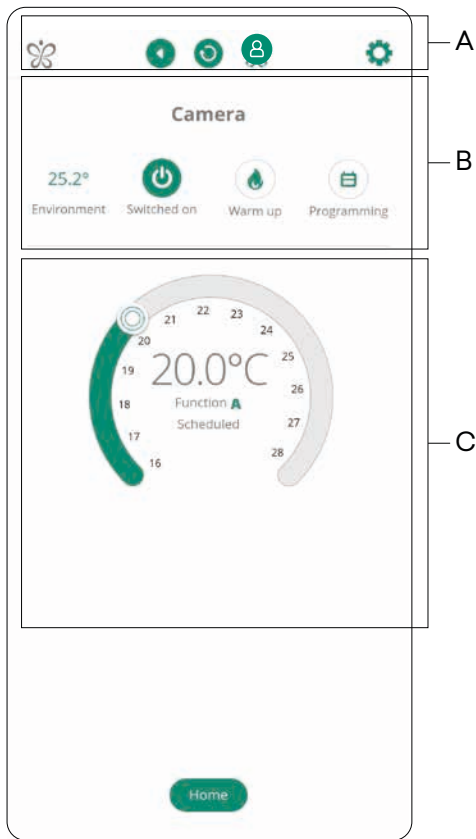 A
Camera
B
25.2°
Environment
Switched on
Warm up
Programming
22
23
21
24
20
25
19
20.0°C
26
18
Function A
27
17
Scheduled
28
16
C
Home